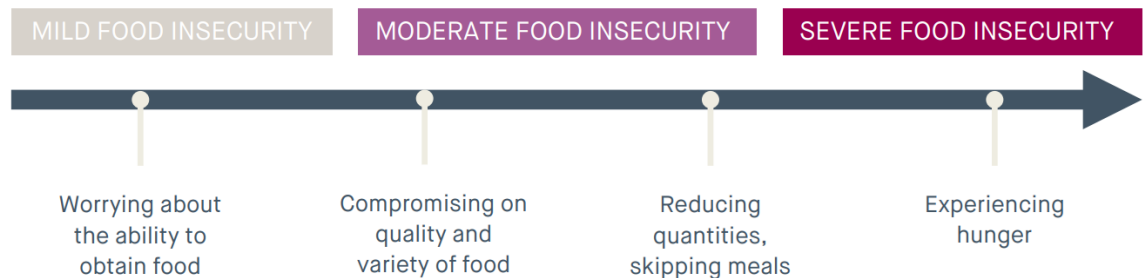 MILD FOOD INSECURITY
MODERATE FOOD INSECURITY
SEVERE FOOD INSECURITY
Worrying about
the ability to
obtain food
Compromising on
quality and
variety of food
Reducing
quantities,
skipping meals
Experiencing
hunger